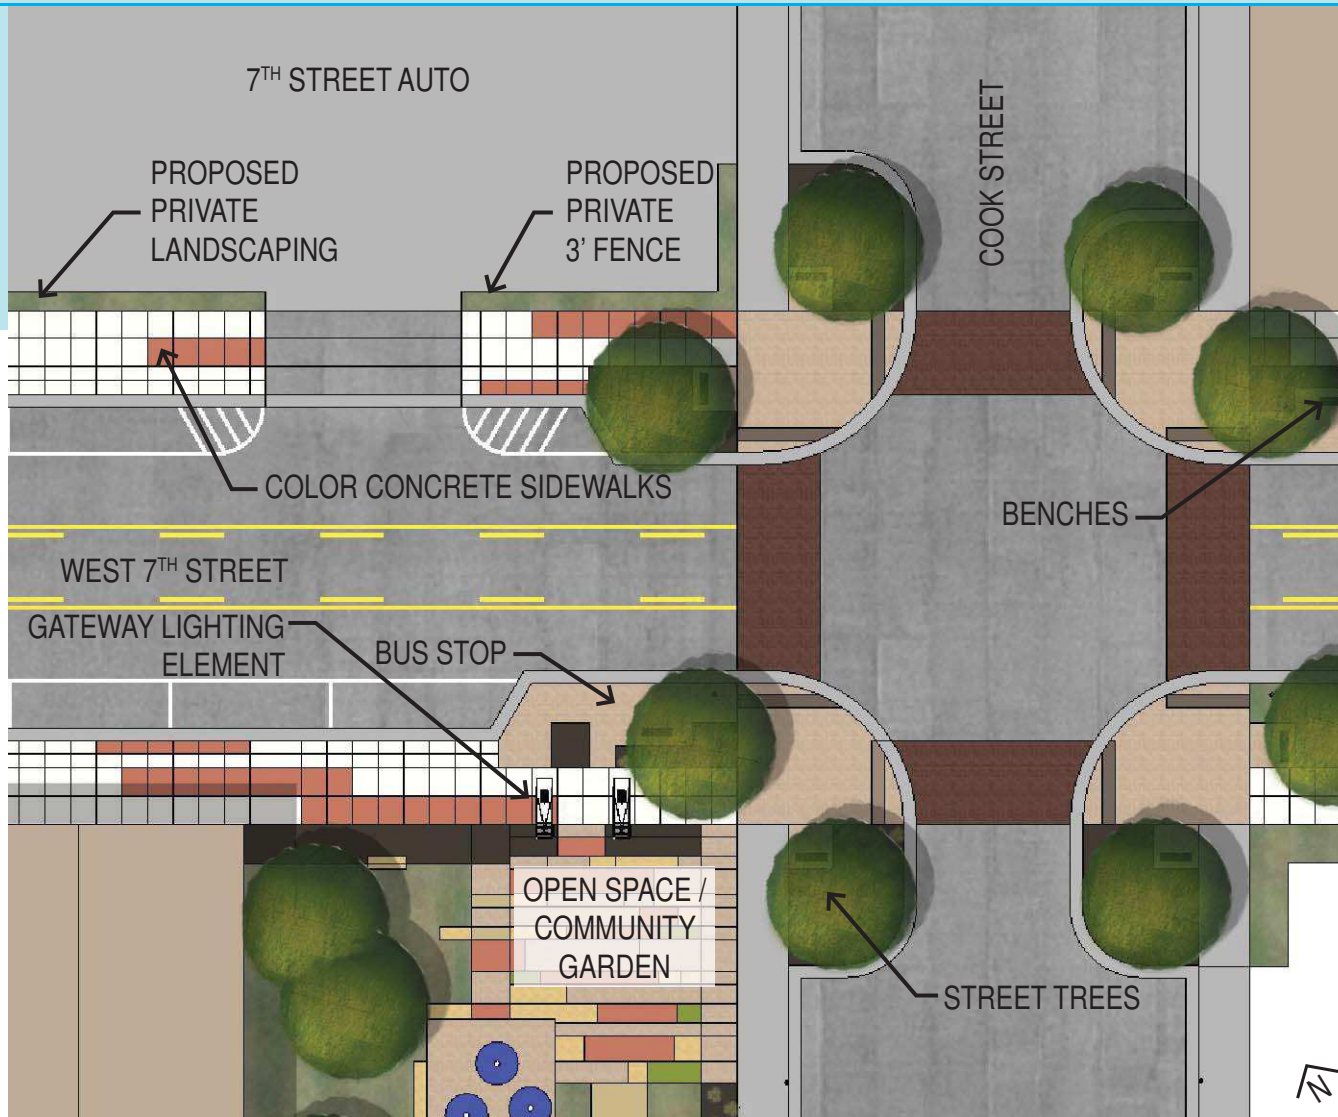 7TH STREET AUTO
COOK STREET
PROPOSED
PRIVATE
LANDSCAPING
PROPOSED
PRIVATE
3’ FENCE
COLOR CONCRETE SIDEWALKS
BENCHES
WEST 7TH STREET
GATEWAY LIGHTING
ELEMENT
BUS STOP
OPEN SPACE /
COMMUNITY
GARDEN
STREET TREES
N